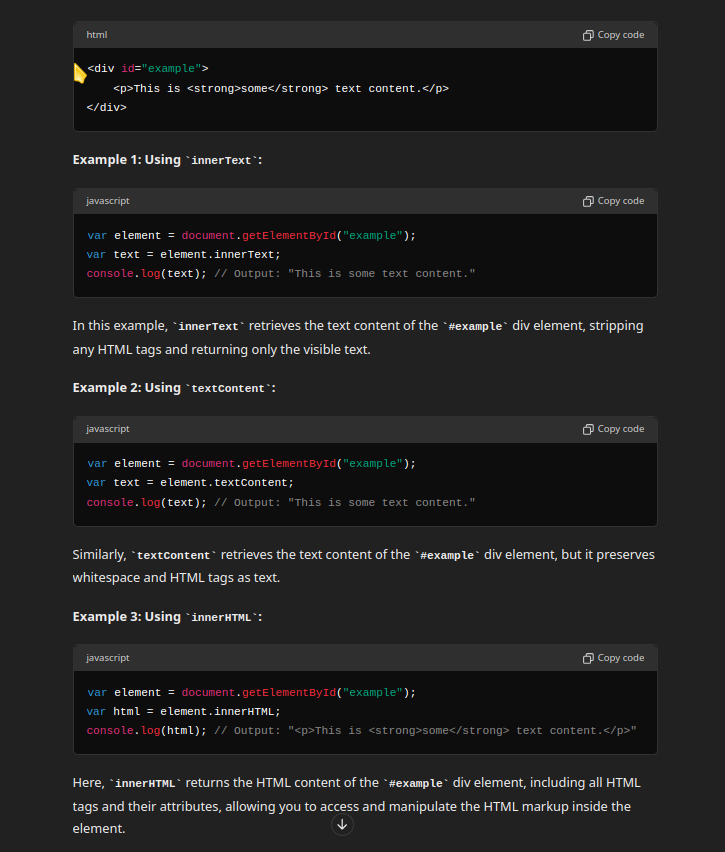 html
Copy code
<div id="example">
    <p>This is <strong>some</strong> text content.</p>
</div>
Example 1: Using `innerText`:
javascript
Copy code
var element = document.getElementById("example");
var text = element.innerText;
console.log(text); // Output: "This is some text content."
In this example, `innerText` retrieves the text content of the `#example` div element, stripping
any HTML tags and returning only the visible text.
Example 2: Using `textContent`:
javascript
Copy code
var element = document.getElementById("example");
var text = element.textContent;
console.log(text); // Output: "This is some text content."
Similarly, `textContent` retrieves the text content of the `#example` div element, but it preserves
whitespace and HTML tags as text.
Example 3: Using `innerHTML`:
javascript
Copy code
var element = document.getElementById("example");
var html = element.innerHTML;
console.log(html); // Output: "<p>This is <strong>some</strong> text content.</p>"
Here, `innerHTML` returns the HTML content of the `#example` div element, including all HTML
tags and their attributes, allowing you to access and manipulate the HTML markup inside the
element.